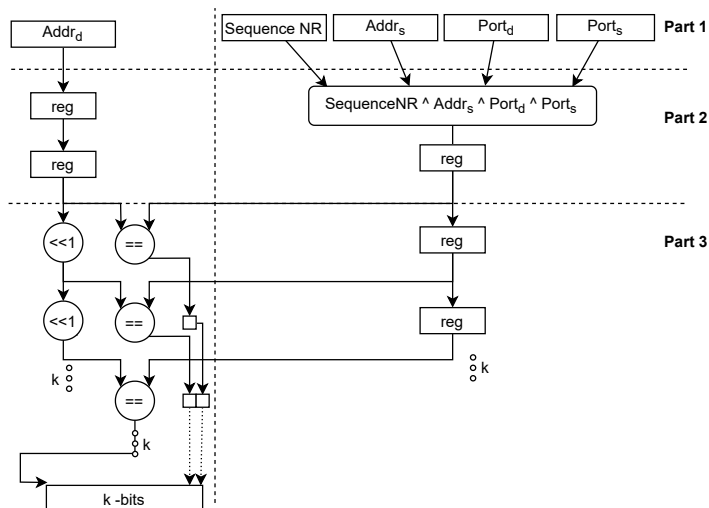 Addr_d
Sequence NR
Addr_s
Port_d
Port_s
Part 1
reg
SequenceNR ^ Addr_s ^ Port_d ^ Port_s
Part 2
reg
reg
<<1
==
reg
Part 3
<<1
==
reg
k
==
k
k
k -bits